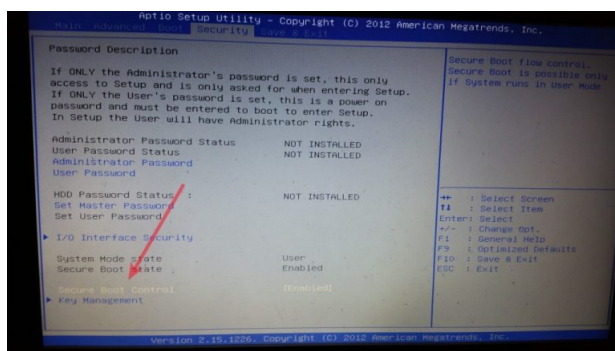 Aptio Setup Utility - Copyright (C) 2012 American Megatrends, Inc.
Main Advanced Boot Security Save & Exit
Password Description
If ONLY the Administrator's password is set, this only
access to Setup and is only asked for when entering Setup.
If ONLY the User's password is set, this is a power on
password and must be entered to boot to enter Setup.
In Setup the User will have Administrator rights.
Administrator Password Status NOT INSTALLED
User Password Status NOT INSTALLED
Administrator Password
User Password
HDD Password Status : NOT INSTALLED
Set Master Password
Set User Password
I/O Interface Security
System Mode state User
Secure Boot state Enabled
Secure Boot Control [Enabled]
Key Management
Secure Boot flow control.
Secure Boot is possible only
if System runs in User Mode
→← : Select Screen
↑↓ : Select Item
Enter: Select
+/- : Change Opt.
F1 : General Help
F9 : Optimized Defaults
F10 : Save & Exit
ESC : Exit
Version 2.15.1226. Copyright (C) 2012 American Megatrends, Inc.